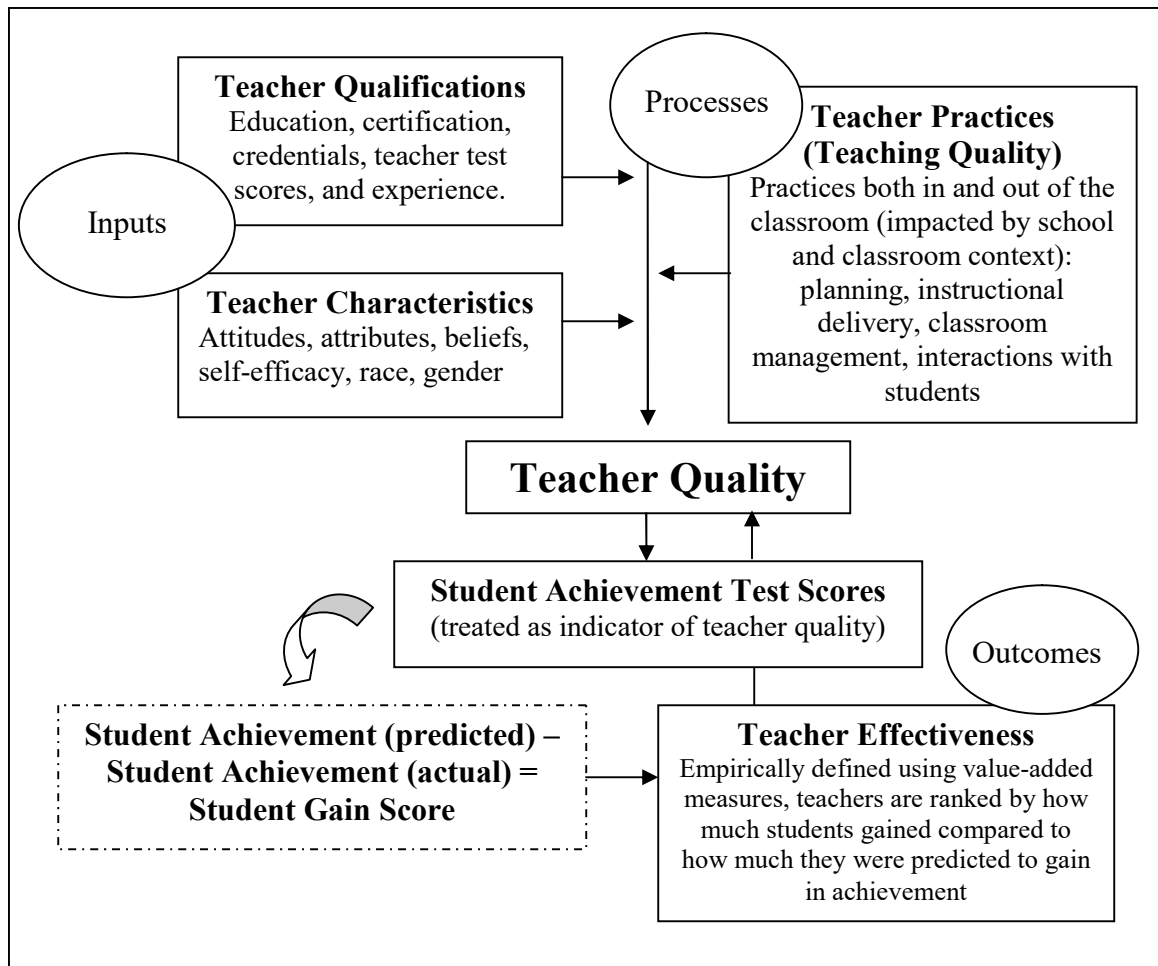 Teacher Qualifications
Education, certification,
credentials, teacher test
scores, and experience.
Inputs
Teacher Characteristics
Attitudes, attributes, beliefs,
self-efficacy, race, gender
Processes
Teacher Practices
(Teaching Quality)
Practices both in and out of the
classroom (impacted by school
and classroom context):
planning, instructional
delivery, classroom
management, interactions with
students
Teacher Quality
Student Achievement Test Scores
(treated as indicator of teacher quality)
Outcomes
Student Achievement (predicted) –
Student Achievement (actual) =
Student Gain Score
Teacher Effectiveness
Empirically defined using value-added
measures, teachers are ranked by how
much students gained compared to
how much they were predicted to gain
in achievement